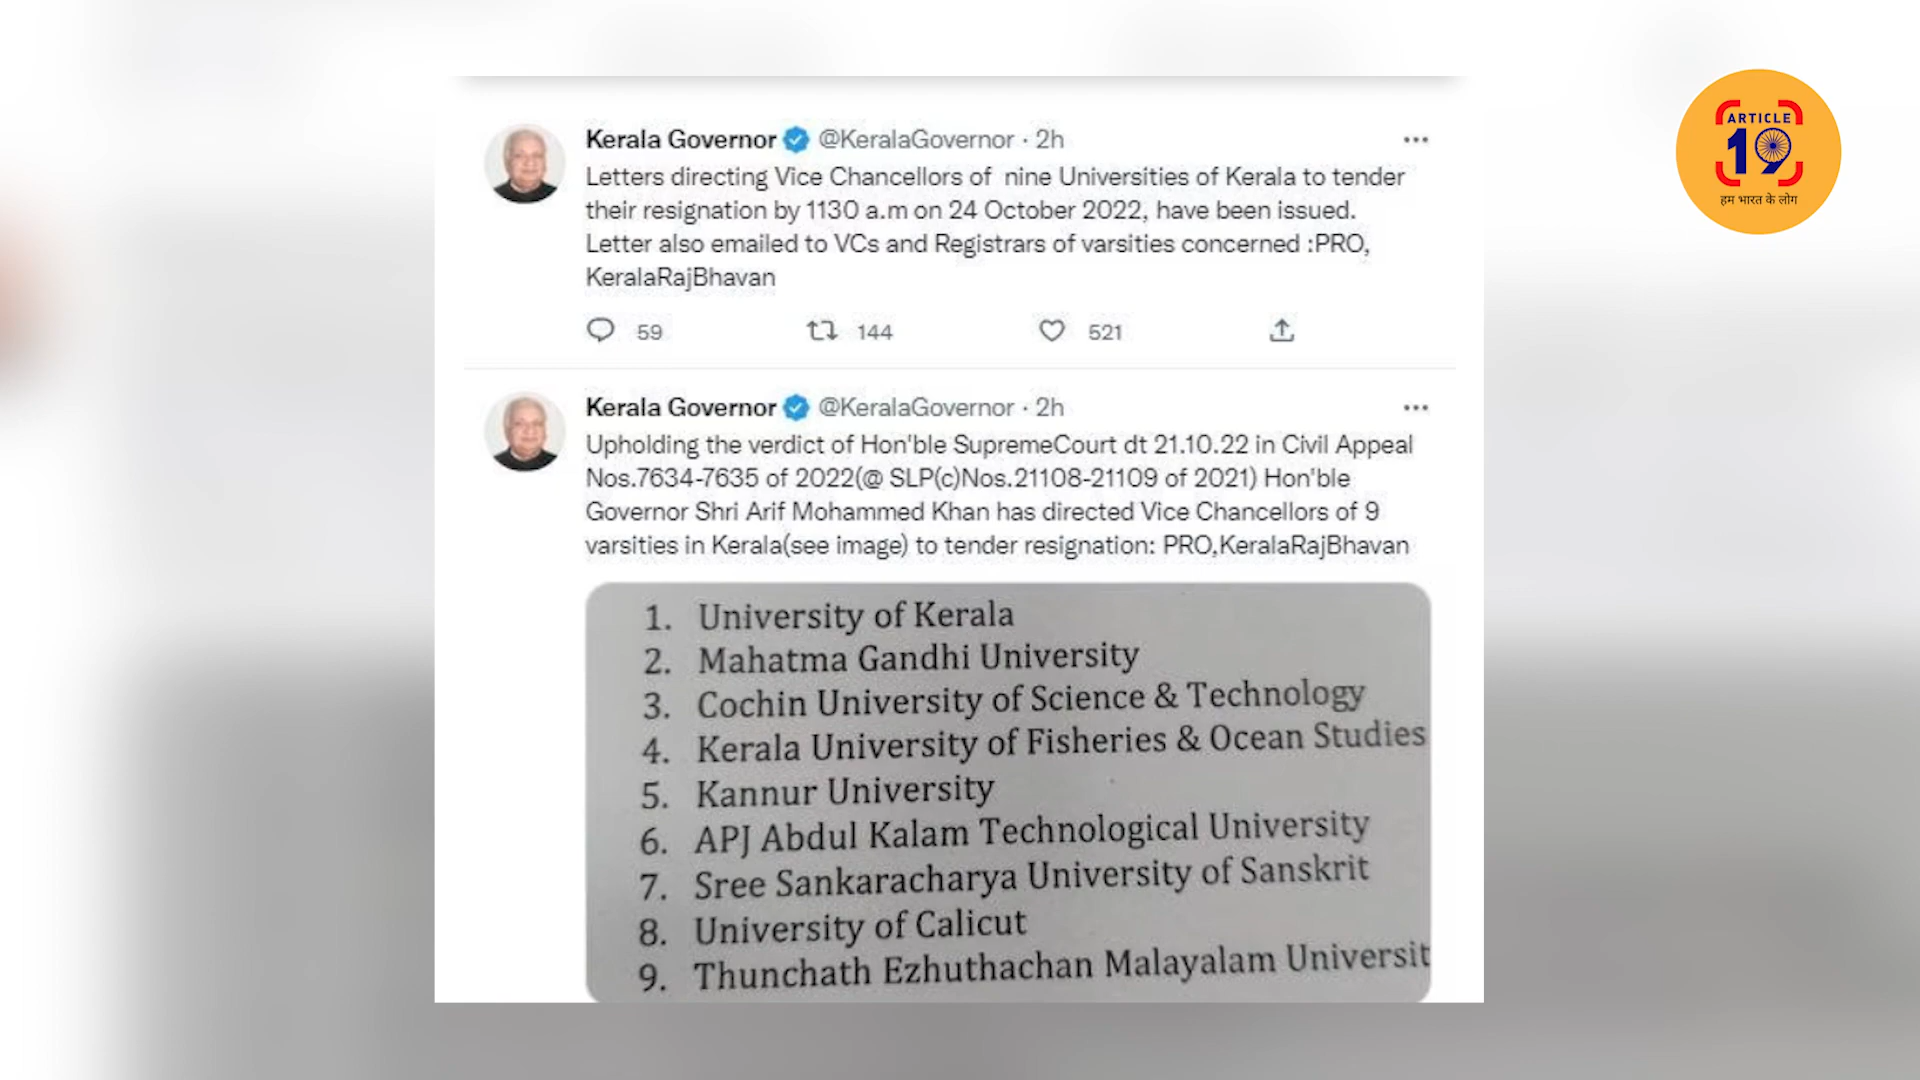 Kerala Governor @KeralaGovernor · 2h
Letters directing Vice Chancellors of nine Universities of Kerala to tender
their resignation by 1130 a.m on 24 October 2022, have been issued.
Letter also emailed to VCs and Registrars of varsities concerned :PRO,
KeralaRajBhavan
59 144 521
Kerala Governor @KeralaGovernor · 2h
Upholding the verdict of Hon'ble SupremeCourt dt 21.10.22 in Civil Appeal
Nos.7634-7635 of 2022(@ SLP(c)Nos.21108-21109 of 2021) Hon'ble
Governor Shri Arif Mohammed Khan has directed Vice Chancellors of 9
varsities in Kerala(see image) to tender resignation: PRO,KeralaRajBhavan
1. University of Kerala
2. Mahatma Gandhi University
3. Cochin University of Science & Technology
4. Kerala University of Fisheries & Ocean Studies
5. Kannur University
6. APJ Abdul Kalam Technological University
7. Sree Sankaracharya University of Sanskrit
8. University of Calicut
9. Thunchath Ezhuthachan Malayalam Universit
ARTICLE
19
हम भारत के लोग